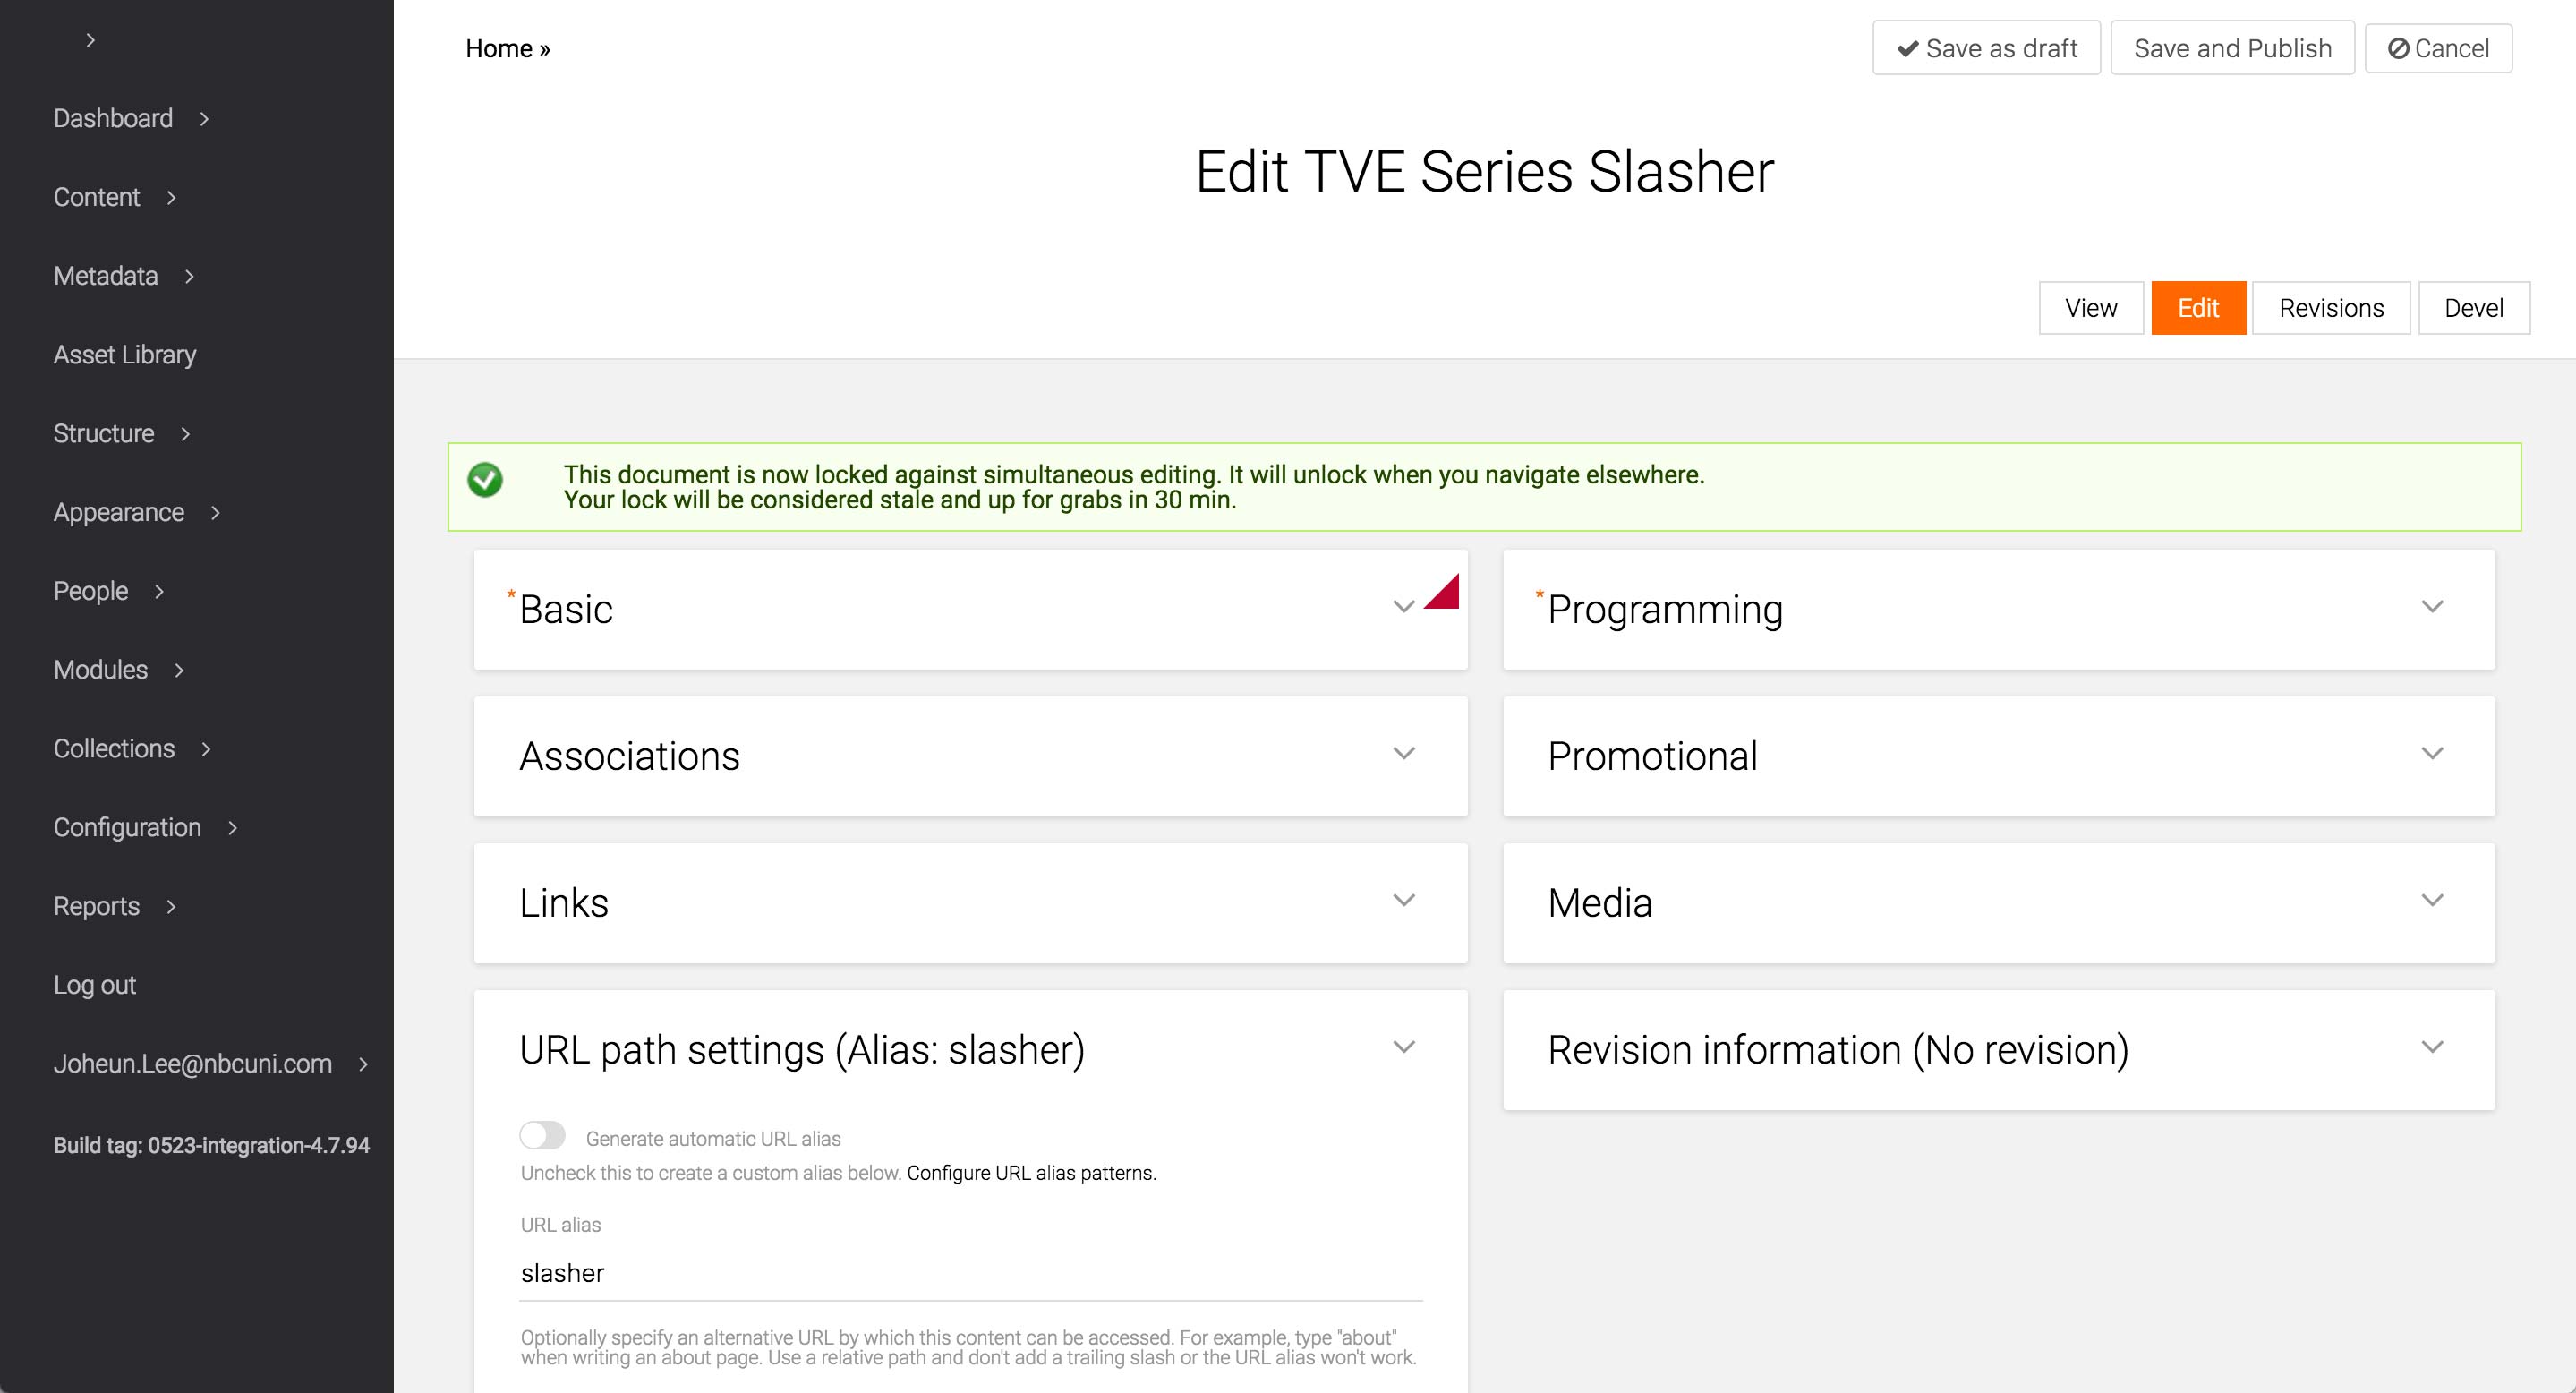 Dashboard
Content
Metadata
Asset Library
Structure
Appearance
People
Modules
Collections
Configuration
Reports
Log out
Joheun.Lee@nbcuni.com
Build tag: 0523-integration-4.7.94
Home »
Save as draft
Save and Publish
Cancel
Edit TVE Series Slasher
View
Edit
Revisions
Devel
This document is now locked against simultaneous editing. It will unlock when you navigate elsewhere.
Your lock will be considered stale and up for grabs in 30 min.
* Basic
* Programming
Associations
Promotional
Links
Media
URL path settings (Alias: slasher)
Revision information (No revision)
Generate automatic URL alias
Uncheck this to create a custom alias below. Configure URL alias patterns.
URL alias
slasher
Optionally specify an alternative URL by which this content can be accessed. For example, type "about"
when writing an about page. Use a relative path and don't add a trailing slash or the URL alias won't work.